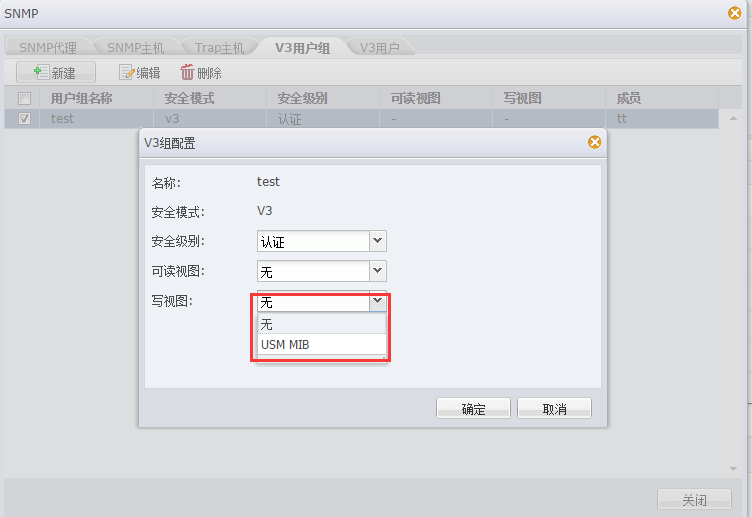 SNMP
SNMP代理 SNMP主机 Trap主机 V3用户组 V3用户
新建 编辑 删除
用户组名称 安全模式 安全级别 可读视图 写视图 成员
test v3 认证 - - tt
V3组配置
名称: test
安全模式: V3
安全级别: 认证
可读视图: 无
写视图: 无
无
USM MIB
确定 取消
关闭